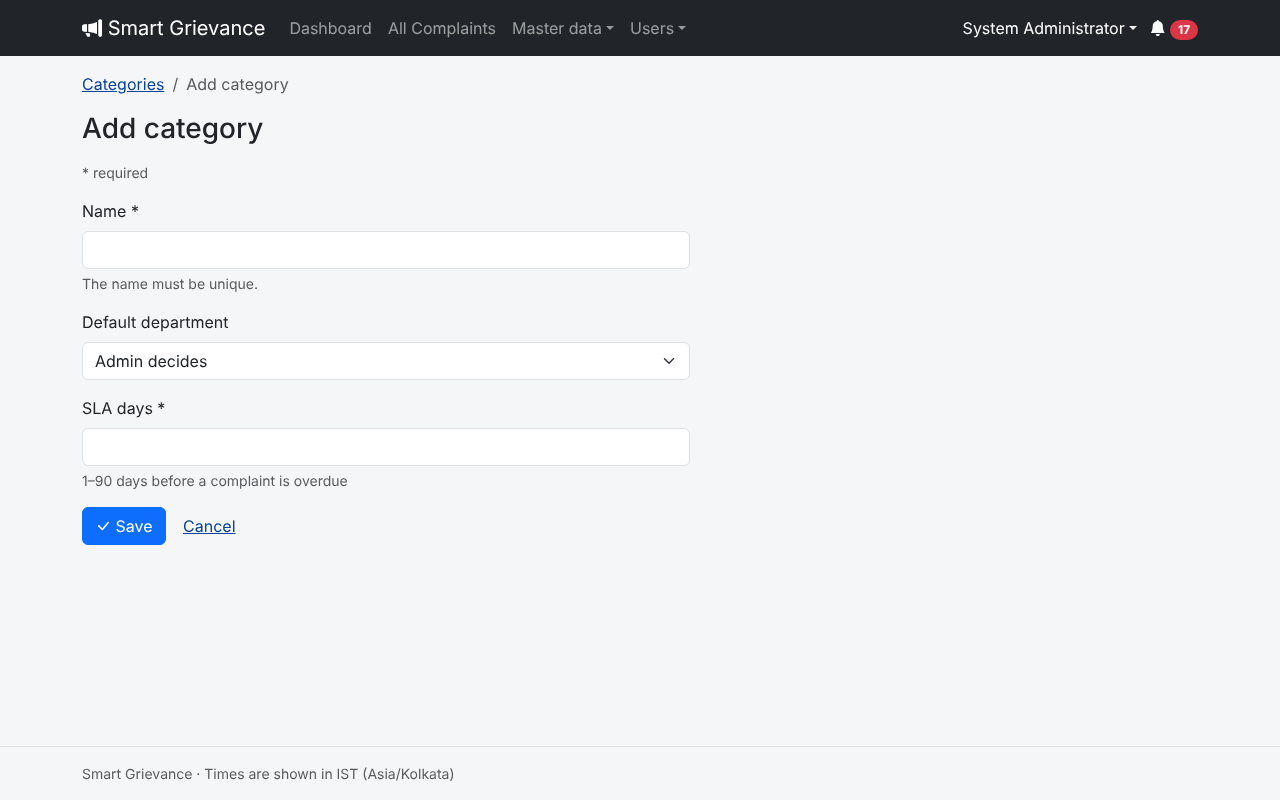 Smart Grievance Dashboard All Complaints Master data Users System Administrator 17
Categories / Add category
Add category
* required
Name *
The name must be unique.
Default department
Admin decides
SLA days *
1–90 days before a complaint is overdue
Save Cancel
Smart Grievance · Times are shown in IST (Asia/Kolkata)